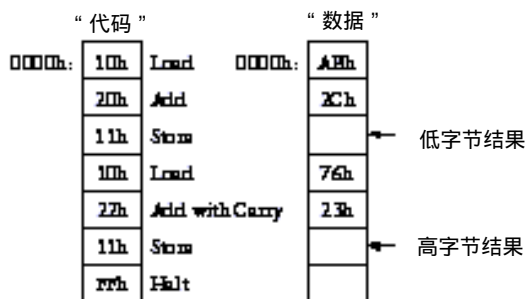 “代码” “数据”
0000h: 10h Load 0000h: ABh
20h Add 2Ch
11h Store 低字节结果
10h Load 76h
22h Add with Carry 23h
11h Store 高字节结果
FFh Halt